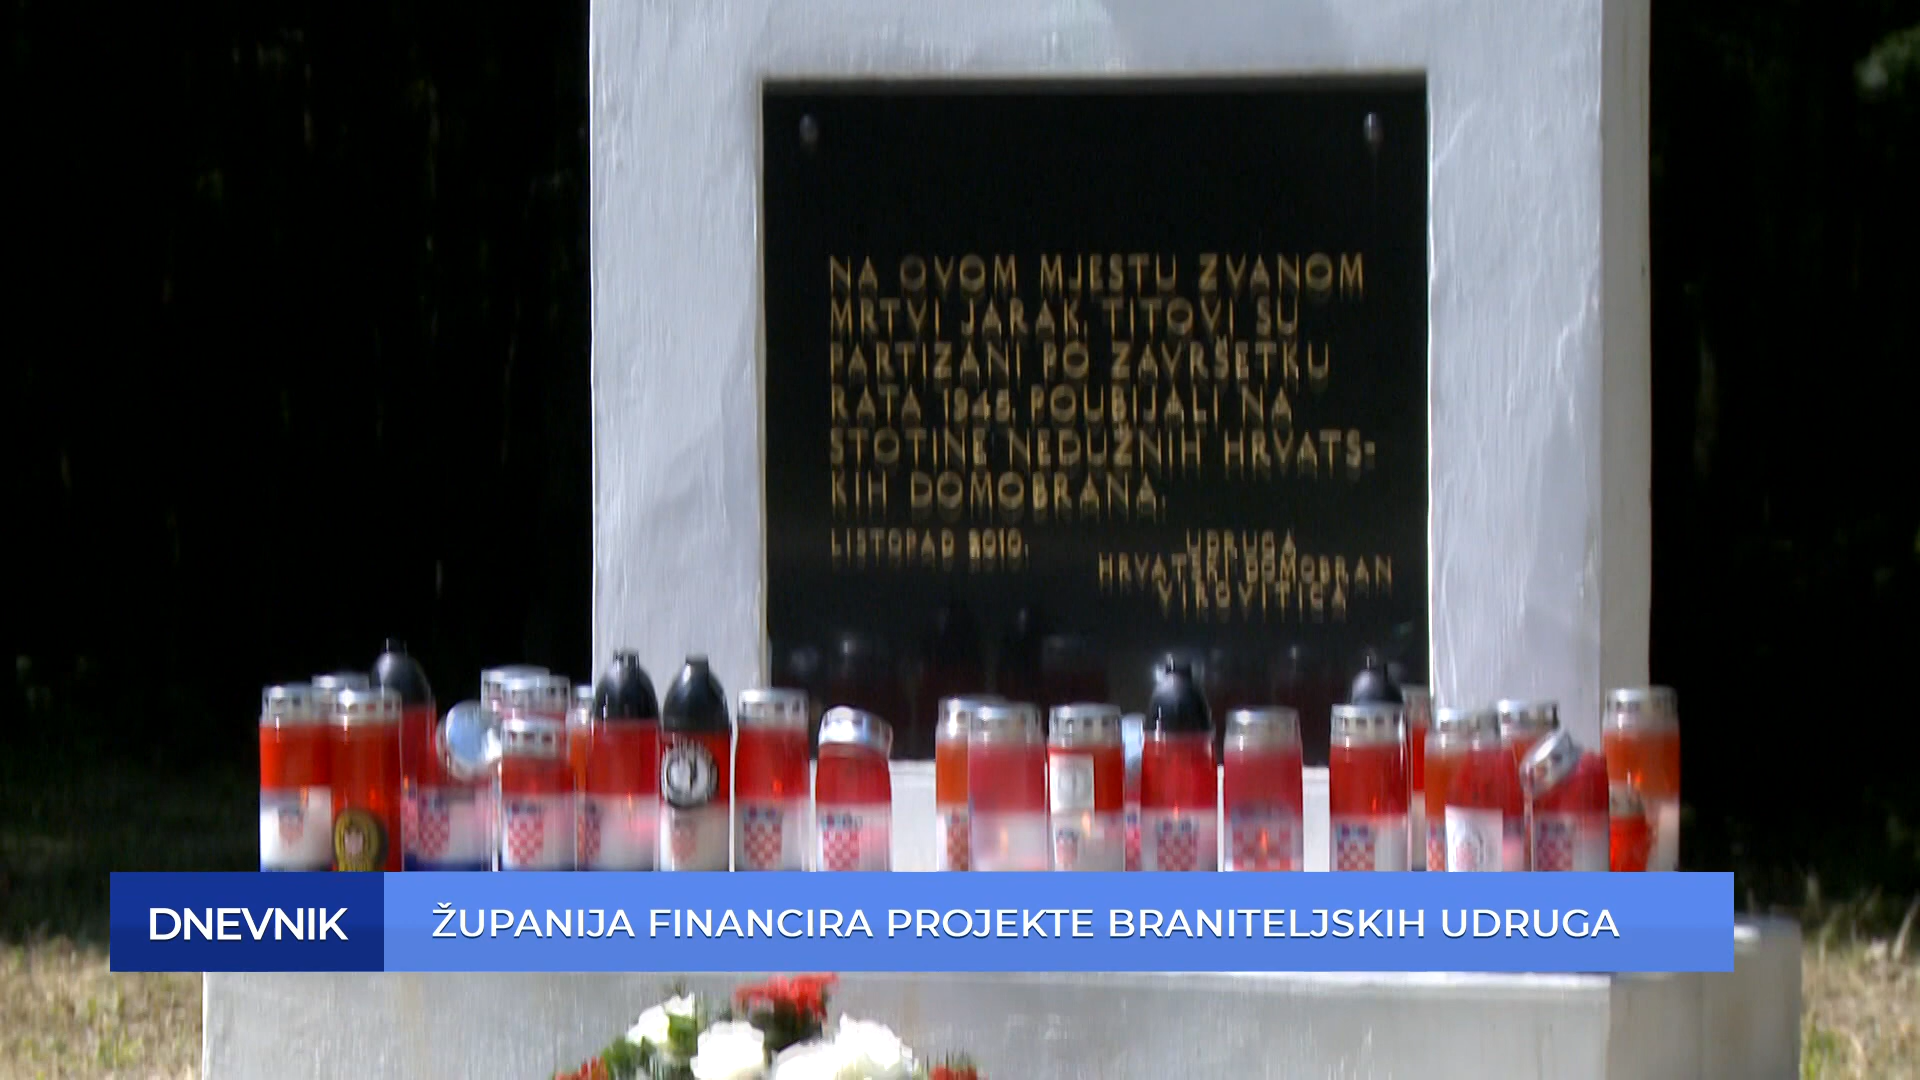 NA OVOM MJESTU ZVANOM
MRTVI JARAK, TITOVI SU
PARTIZANI PO ZAVRŠETKU
RATA 1945. POUBIJALI NA
STOTINE NEDUŽNIH HRVATS-
KIH DOMOBRANA.
LISTOPAD 2010.
UDRUGA
HRVATSKI DOMOBRAN
VIROVITICA
DNEVNIK
ŽUPANIJA FINANCIRA PROJEKTE BRANITELJSKIH UDRUGA